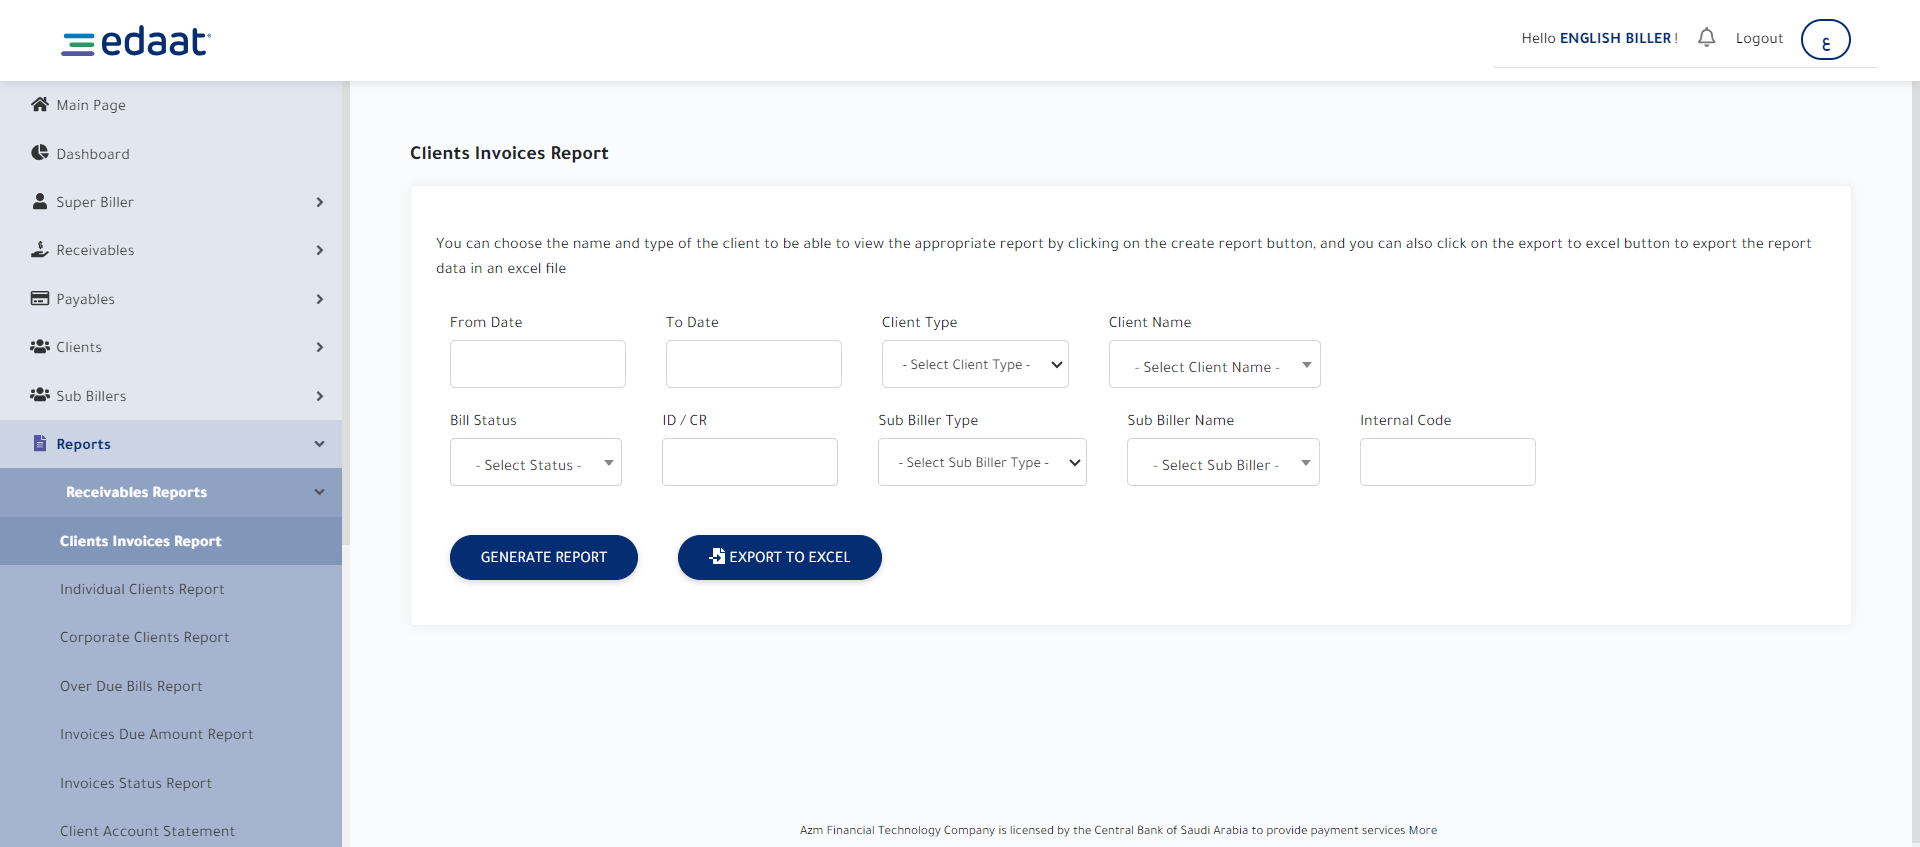 edaat
Hello ENGLISH BILLER !
Logout
ع
Main Page
Dashboard
Super Biller
Receivables
Payables
Clients
Sub Billers
Reports
Receivables Reports
Clients Invoices Report
Individual Clients Report
Corporate Clients Report
Over Due Bills Report
Invoices Due Amount Report
Invoices Status Report
Client Account Statement
Clients Invoices Report
You can choose the name and type of the client to be able to view the appropriate report by clicking on the create report button, and you can also click on the export to excel button to export the report
data in an excel file
From Date
To Date
Client Type
Client Name
- Select Client Type -
- Select Client Name -
Bill Status
ID / CR
Sub Biller Type
Sub Biller Name
Internal Code
- Select Status -
- Select Sub Biller Type -
- Select Sub Biller -
GENERATE REPORT
EXPORT TO EXCEL
Azm Financial Technology Company is licensed by the Central Bank of Saudi Arabia to provide payment services More